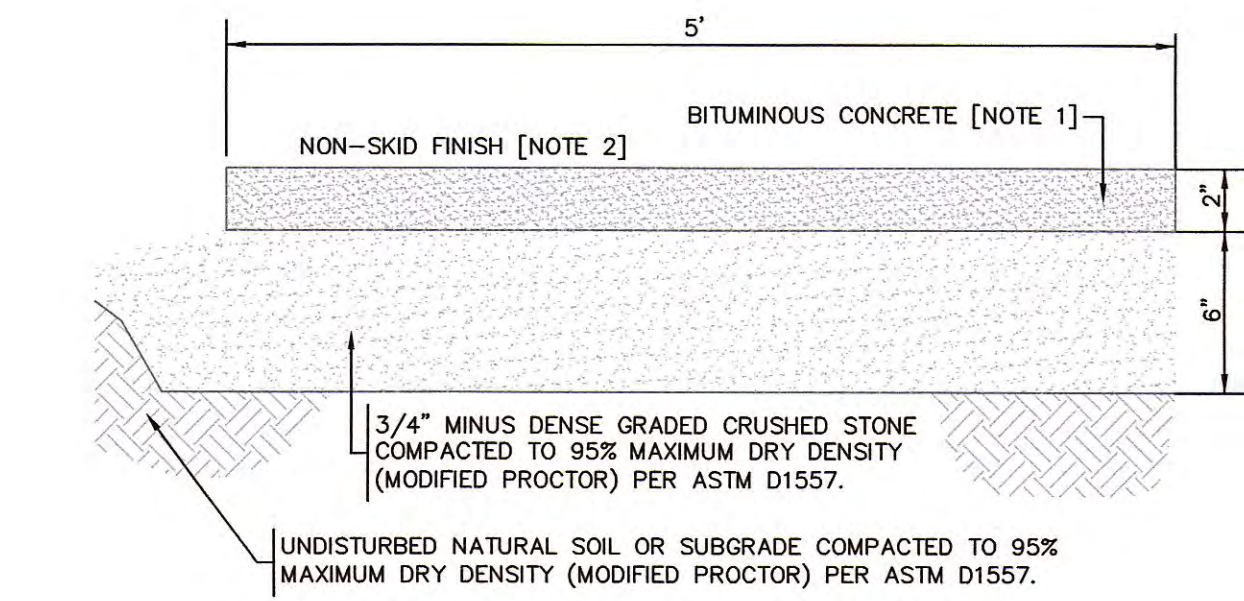 5'
BITUMINOUS CONCRETE [NOTE 1]
NON-SKID FINISH [NOTE 2]
2"
6"
3/4" MINUS DENSE GRADED CRUSHED STONE
COMPACTED TO 95% MAXIMUM DRY DENSITY
(MODIFIED PROCTOR) PER ASTM D1557.
UNDISTURBED NATURAL SOIL OR SUBGRADE COMPACTED TO 95%
MAXIMUM DRY DENSITY (MODIFIED PROCTOR) PER ASTM D1557.